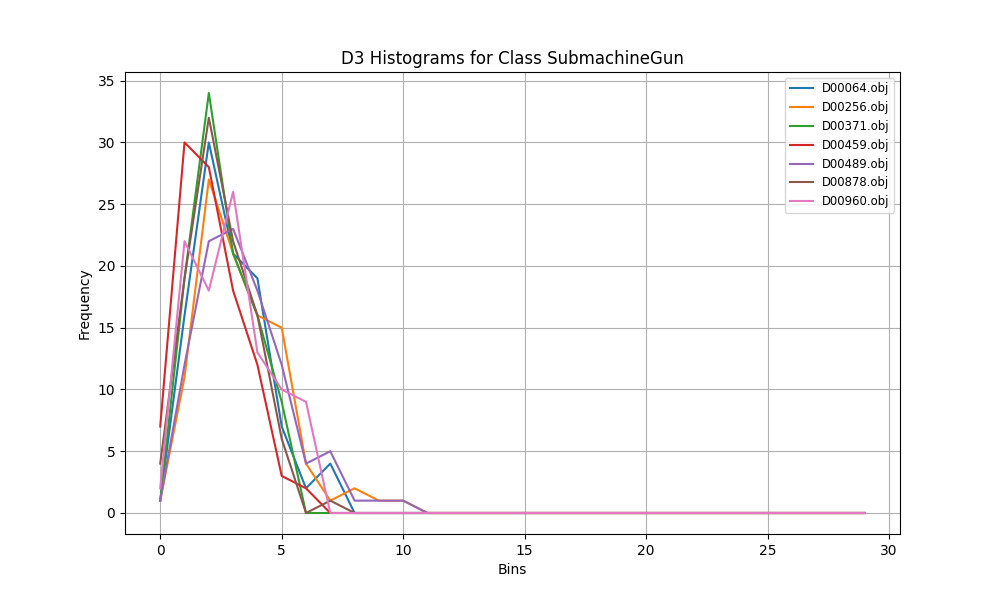 D3 Histograms for Class SubmachineGun
35
30
25
20
15
10
5
0
Frequency
0 5 10 15 20 25 30
Bins
D00064.obj
D00256.obj
D00371.obj
D00459.obj
D00489.obj
D00878.obj
D00960.obj